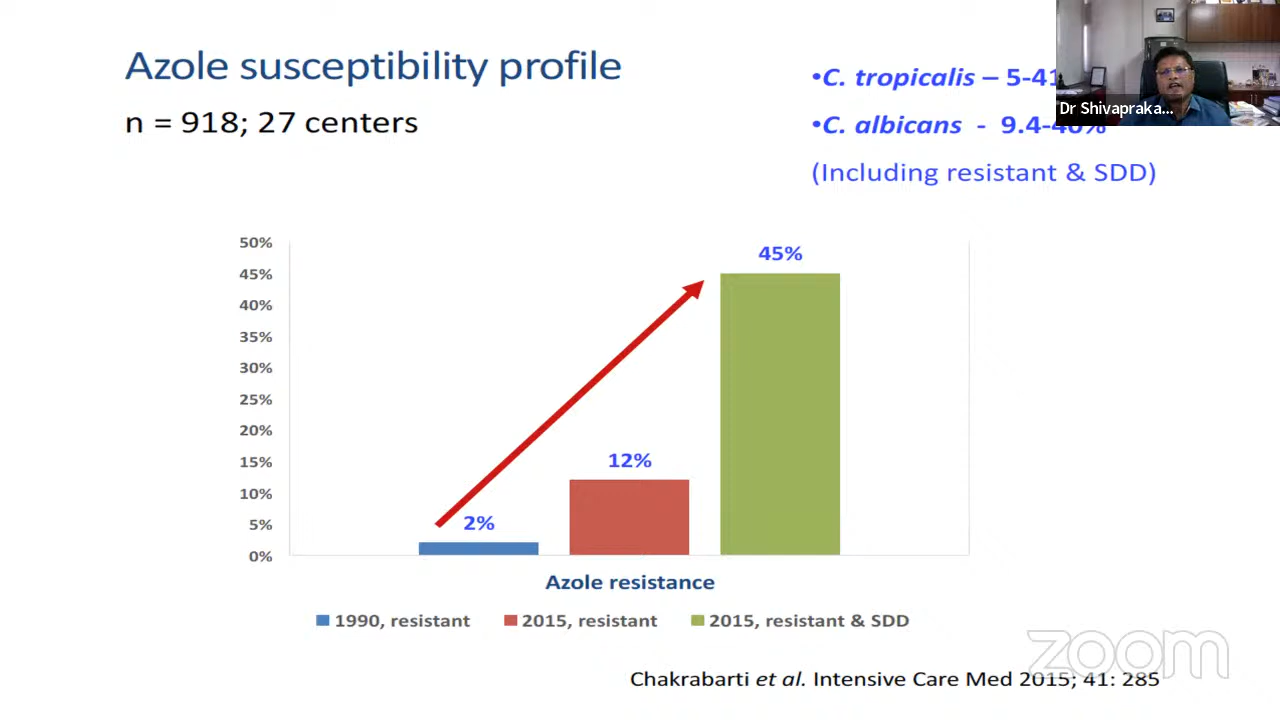 Azole susceptibility profile
n = 918; 27 centers
•C. tropicalis – 5-41
•C. albicans - 9.4-40%
(Including resistant & SDD)
Dr Shivapraka...
50%
45%
40%
35%
30%
25%
20%
15%
10%
5%
0%
2%
12%
45%
Azole resistance
1990, resistant 2015, resistant 2015, resistant & SDD
zoom
Chakrabarti et al. Intensive Care Med 2015; 41: 285